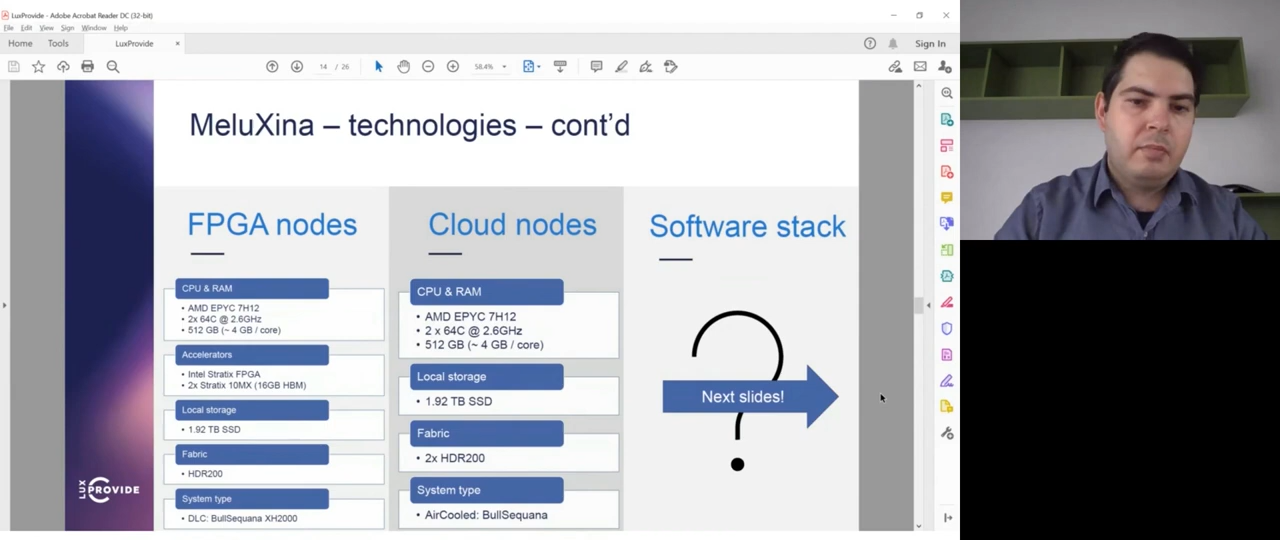 LuxProvide - Adobe Acrobat Reader DC (32-bit)
File Edit View Sign Window Help
Home Tools LuxProvide × Sign In
14 / 26 58.4%
MeluXina – technologies – cont'd
FPGA nodes
CPU & RAM
• AMD EPYC 7H12
• 2x 64C @ 2.6GHz
• 512 GB (~ 4 GB / core)
Accelerators
• Intel Stratix FPGA
• 2x Stratix 10MX (16GB HBM)
Local storage
• 1.92 TB SSD
Fabric
• HDR200
System type
• DLC: BullSequana XH2000
Cloud nodes
CPU & RAM
• AMD EPYC 7H12
• 2 x 64C @ 2.6GHz
• 512 GB (~ 4 GB / core)
Local storage
• 1.92 TB SSD
Fabric
• 2x HDR200
System type
• AirCooled: BullSequana
Software stack
?
Next slides!
LUX PROVIDE